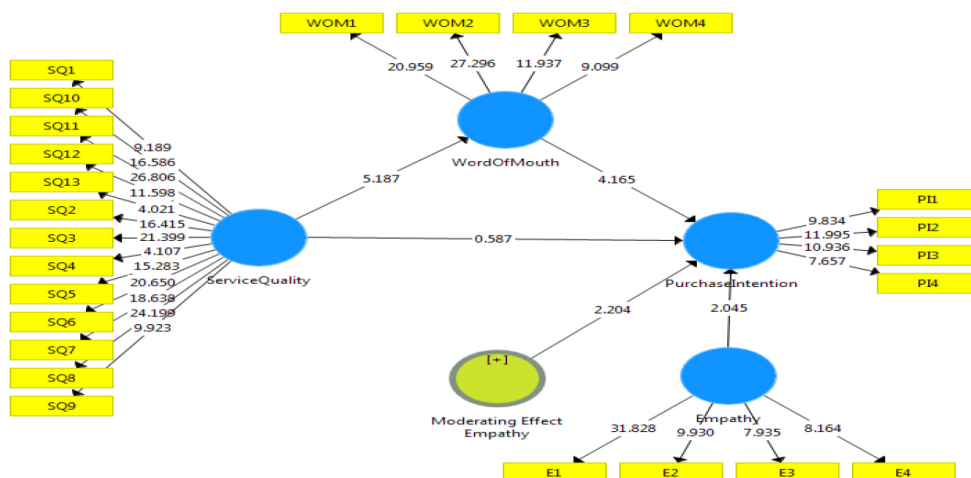 WOM1
WOM2
WOM3
WOM4
20.959
27.296
11.937
9.099
WordOfMouth
SQ1
SQ10
SQ11
SQ12
SQ13
SQ2
SQ3
SQ4
SQ5
SQ6
SQ7
SQ8
SQ9
9.189
16.586
26.806
11.598
4.021
16.415
21.399
4.107
15.283
20.650
18.638
24.199
9.923
ServiceQuality
5.187
4.165
0.587
PI1
PI2
PI3
PI4
9.834
11.995
10.936
7.657
PurchaseIntention
2.204
2.045
[+]
Moderating Effect
Empathy
Empathy
31.828
9.930
7.935
8.164
E1
E2
E3
E4